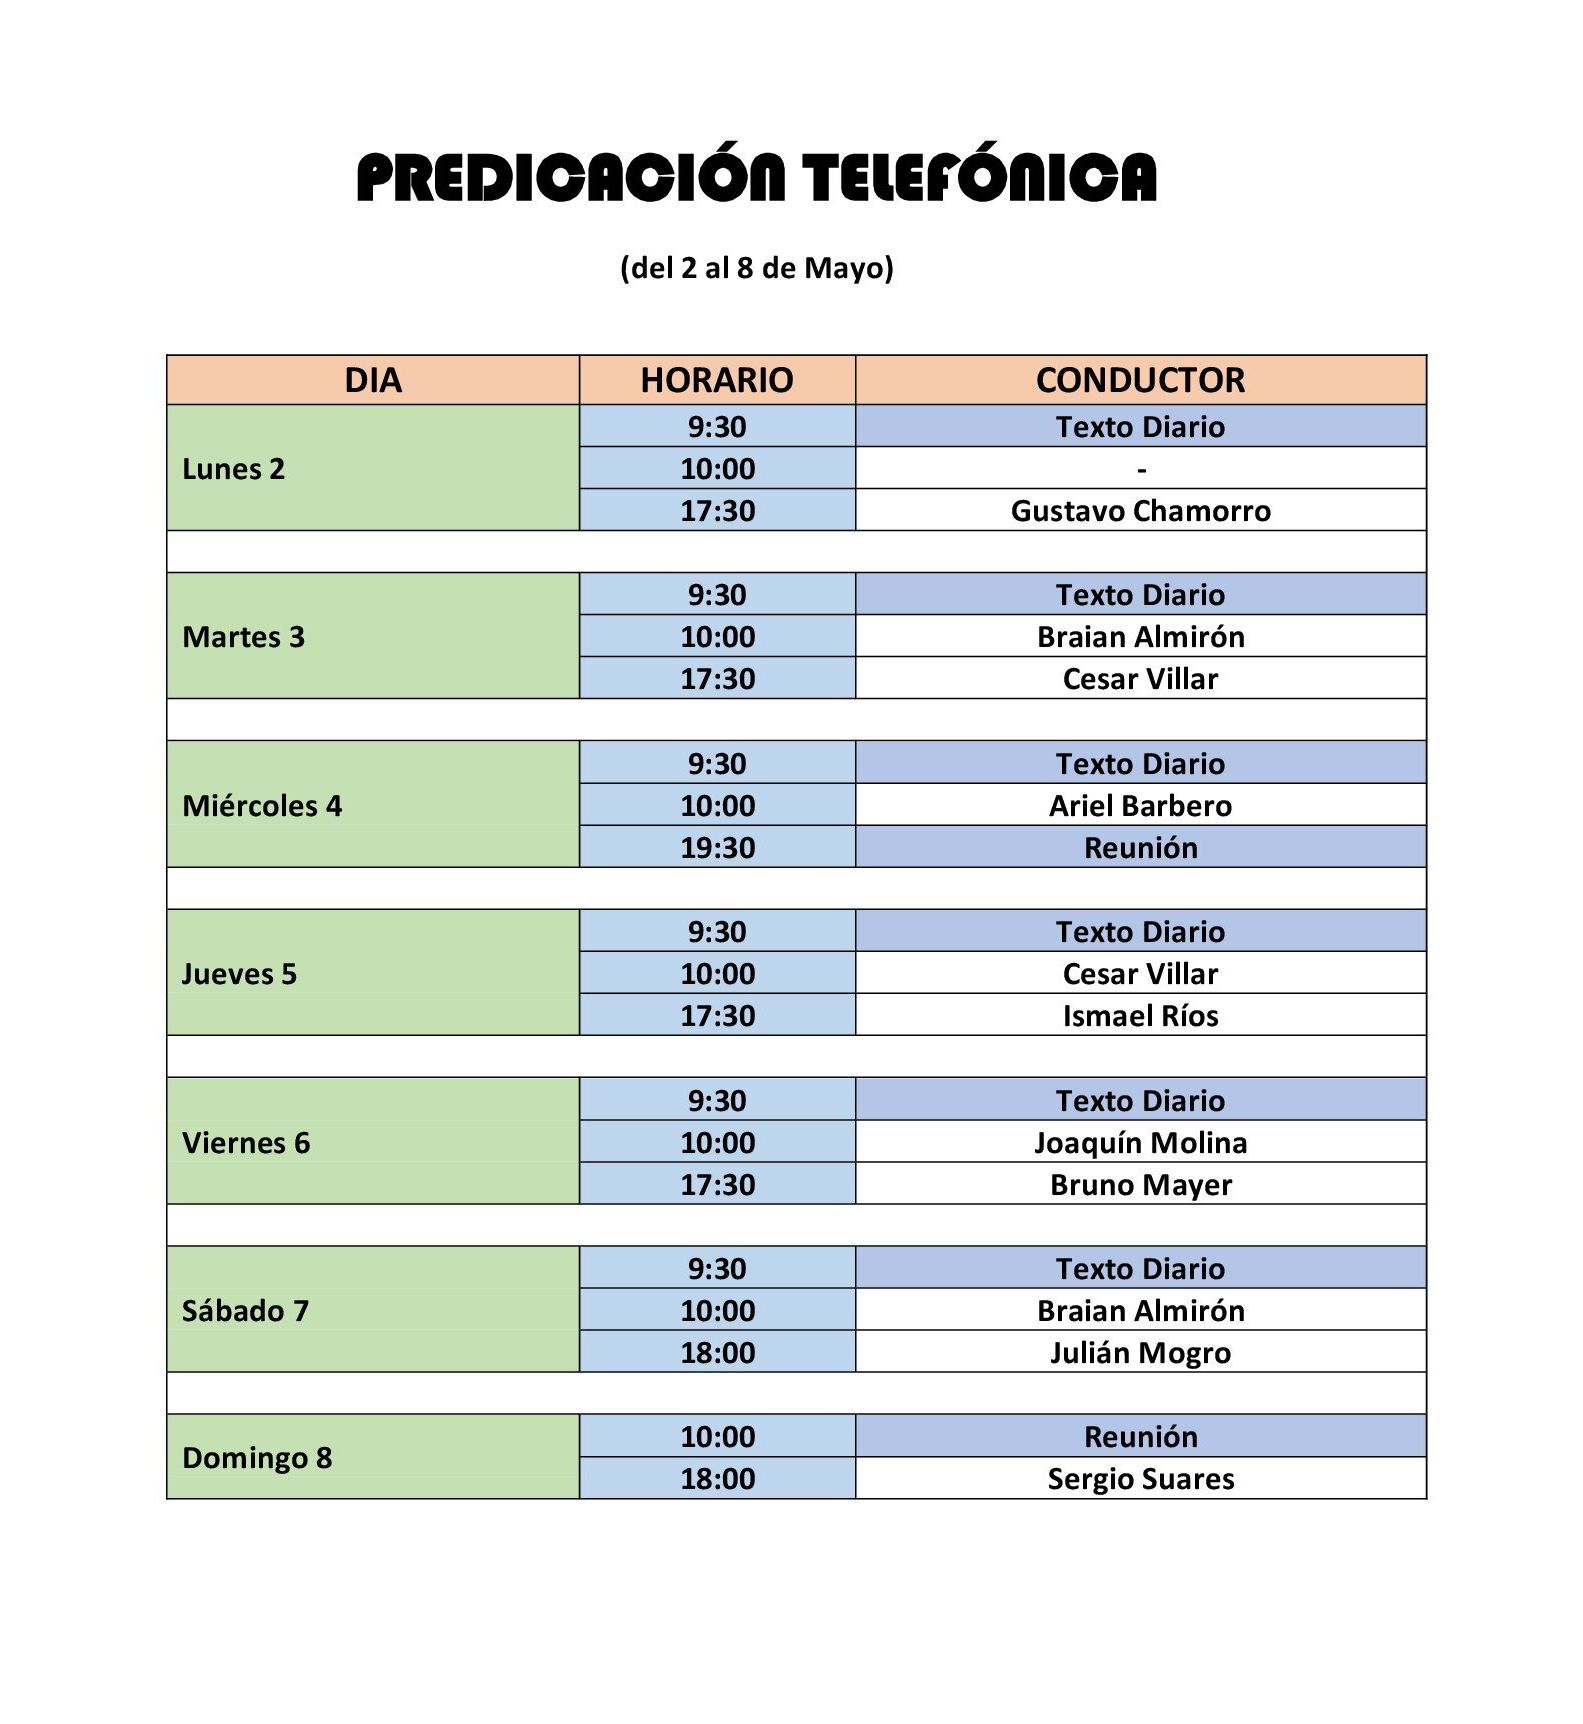 PREDICACIÓN TELEFÓNICA
(del 2 al 8 de Mayo)
DIA HORARIO CONDUCTOR
Lunes 2
9:30 Texto Diario
10:00 -
17:30 Gustavo Chamorro
Martes 3
9:30 Texto Diario
10:00 Braian Almirón
17:30 Cesar Villar
Miércoles 4
9:30 Texto Diario
10:00 Ariel Barbero
19:30 Reunión
Jueves 5
9:30 Texto Diario
10:00 Cesar Villar
17:30 Ismael Ríos
Viernes 6
9:30 Texto Diario
10:00 Joaquín Molina
17:30 Bruno Mayer
Sábado 7
9:30 Texto Diario
10:00 Braian Almirón
18:00 Julián Mogro
Domingo 8
10:00 Reunión
18:00 Sergio Suares